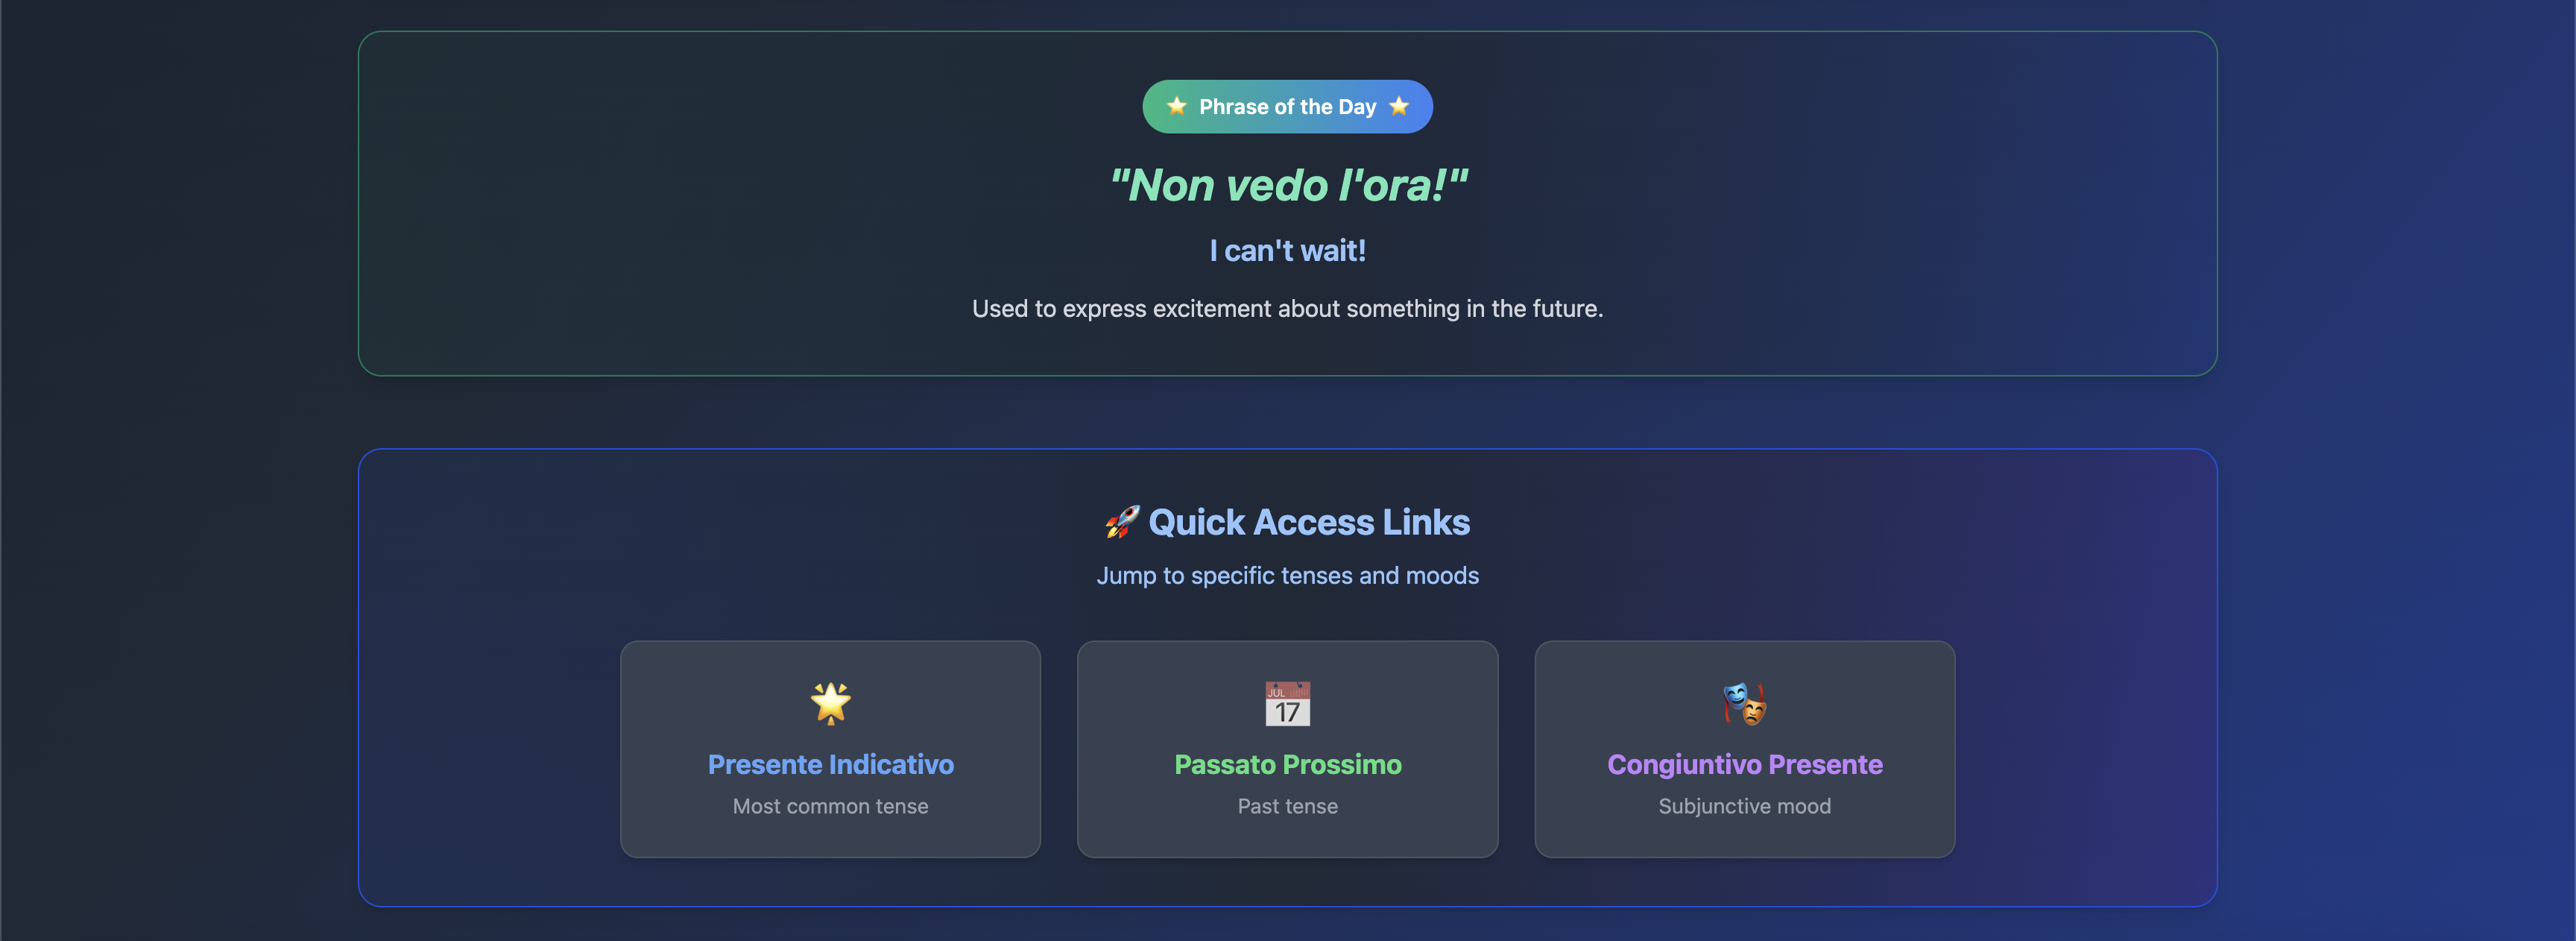 ⭐ Phrase of the Day ⭐
"Non vedo l'ora!"
I can't wait!
Used to express excitement about something in the future.
🚀 Quick Access Links
Jump to specific tenses and moods
JUL
17
Presente Indicativo
Most common tense
Passato Prossimo
Past tense
Congiuntivo Presente
Subjunctive mood